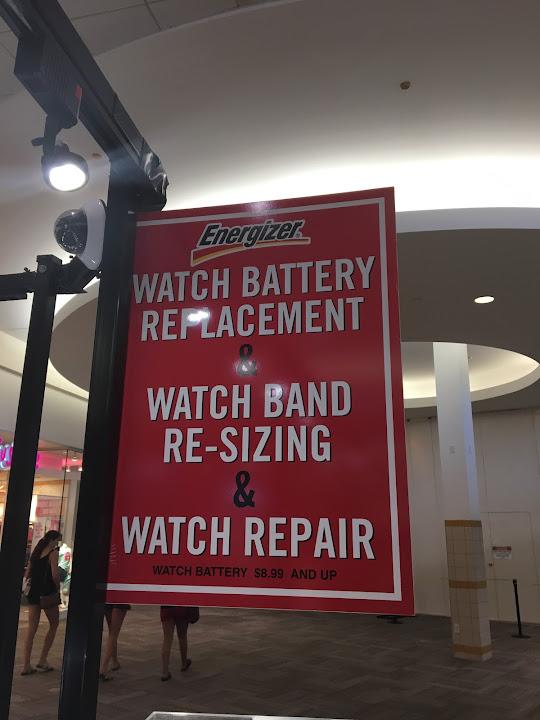 Energizer
WATCH BATTERY
REPLACEMENT
&
WATCH BAND
RE-SIZING
&
WATCH REPAIR
WATCH BATTERY $8.99 AND UP